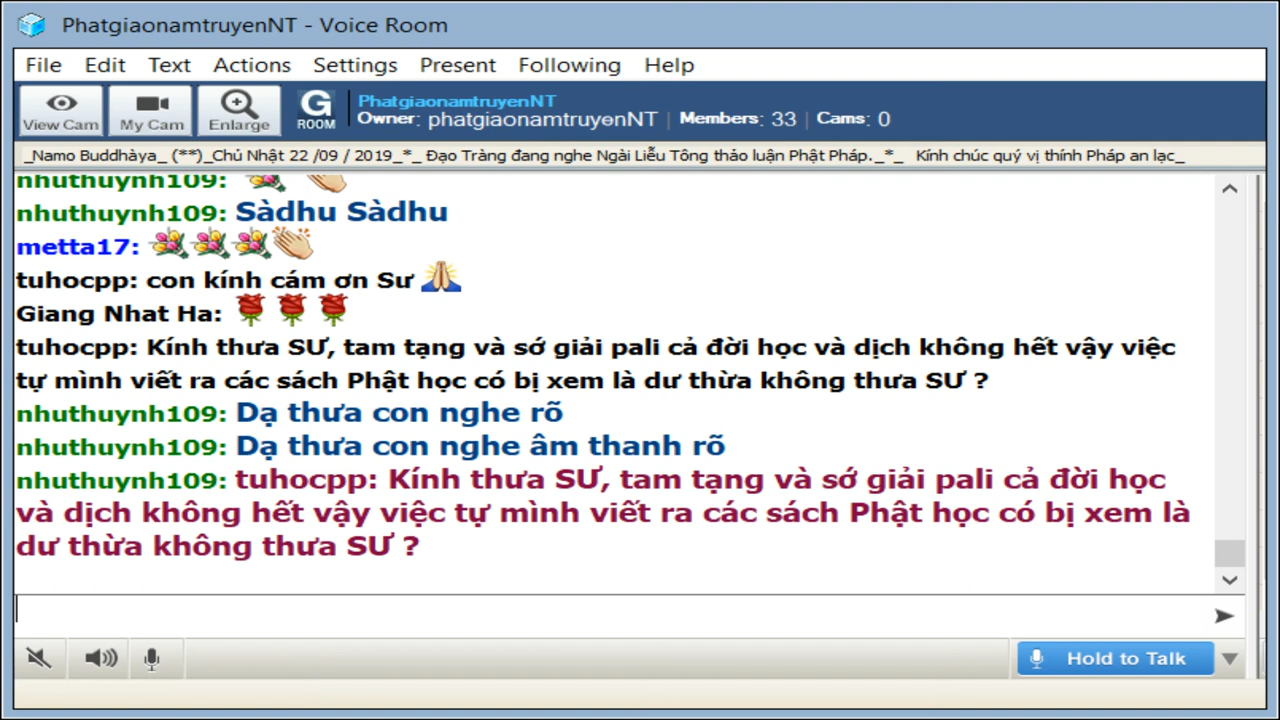 PhatgiaonamtruyenNT - Voice Room
File Edit Text Actions Settings Present Following Help
View Cam My Cam Enlarge G ROOM PhatgiaonamtruyenNT
Owner: phatgiaonamtruyenNT | Members: 33 | Cams: 0
_Namo Buddhàya_ (**)_Chủ Nhật 22 /09 / 2019_*_ Đạo Tràng đang nghe Ngài Liễu Tông thảo luận Phật Pháp._*_ Kính chúc quý vị thính Pháp an lạc_
nhuthuynh109:
nhuthuynh109: Sàdhu Sàdhu
metta17:
tuhocpp: con kính cám ơn Sư
Giang Nhat Ha:
tuhocpp: Kính thưa SƯ, tam tạng và sớ giải pali cả đời học và dịch không hết vậy việc
tự mình viết ra các sách Phật học có bị xem là dư thừa không thưa SƯ ?
nhuthuynh109: Dạ thưa con nghe rõ
nhuthuynh109: Dạ thưa con nghe âm thanh rõ
nhuthuynh109: tuhocpp: Kính thưa SƯ, tam tạng và sớ giải pali cả đời học
và dịch không hết vậy việc tự mình viết ra các sách Phật học có bị xem là
dư thừa không thưa SƯ ?
Hold to Talk